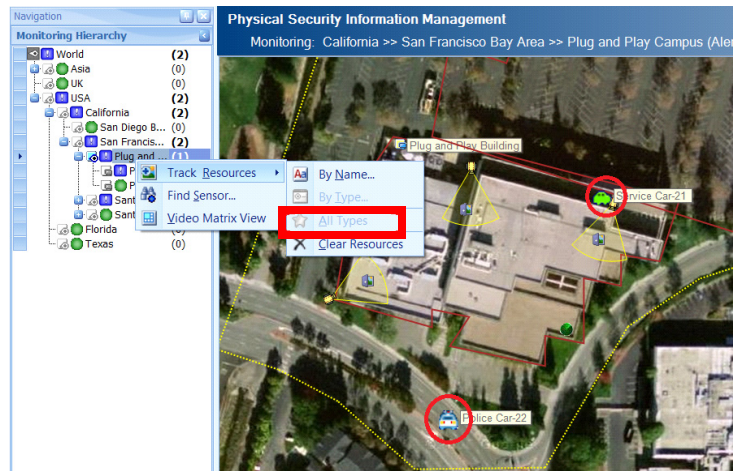 Navigation
Monitoring Hierarchy
World (2)
Asia (0)
UK (0)
USA (2)
California (2)
San Diego B... (0)
San Francis... (2)
Plug and ... (1)
P
P
Sant
Sant
Florida (0)
Texas (0)
Track Resources
Find Sensor...
Video Matrix View
By Name...
By Type...
All Types
Clear Resources
Physical Security Information Management
Monitoring: California >> San Francisco Bay Area >> Plug and Play Campus (Aler
Plug and Play Building
Service Car-21
Police Car-22